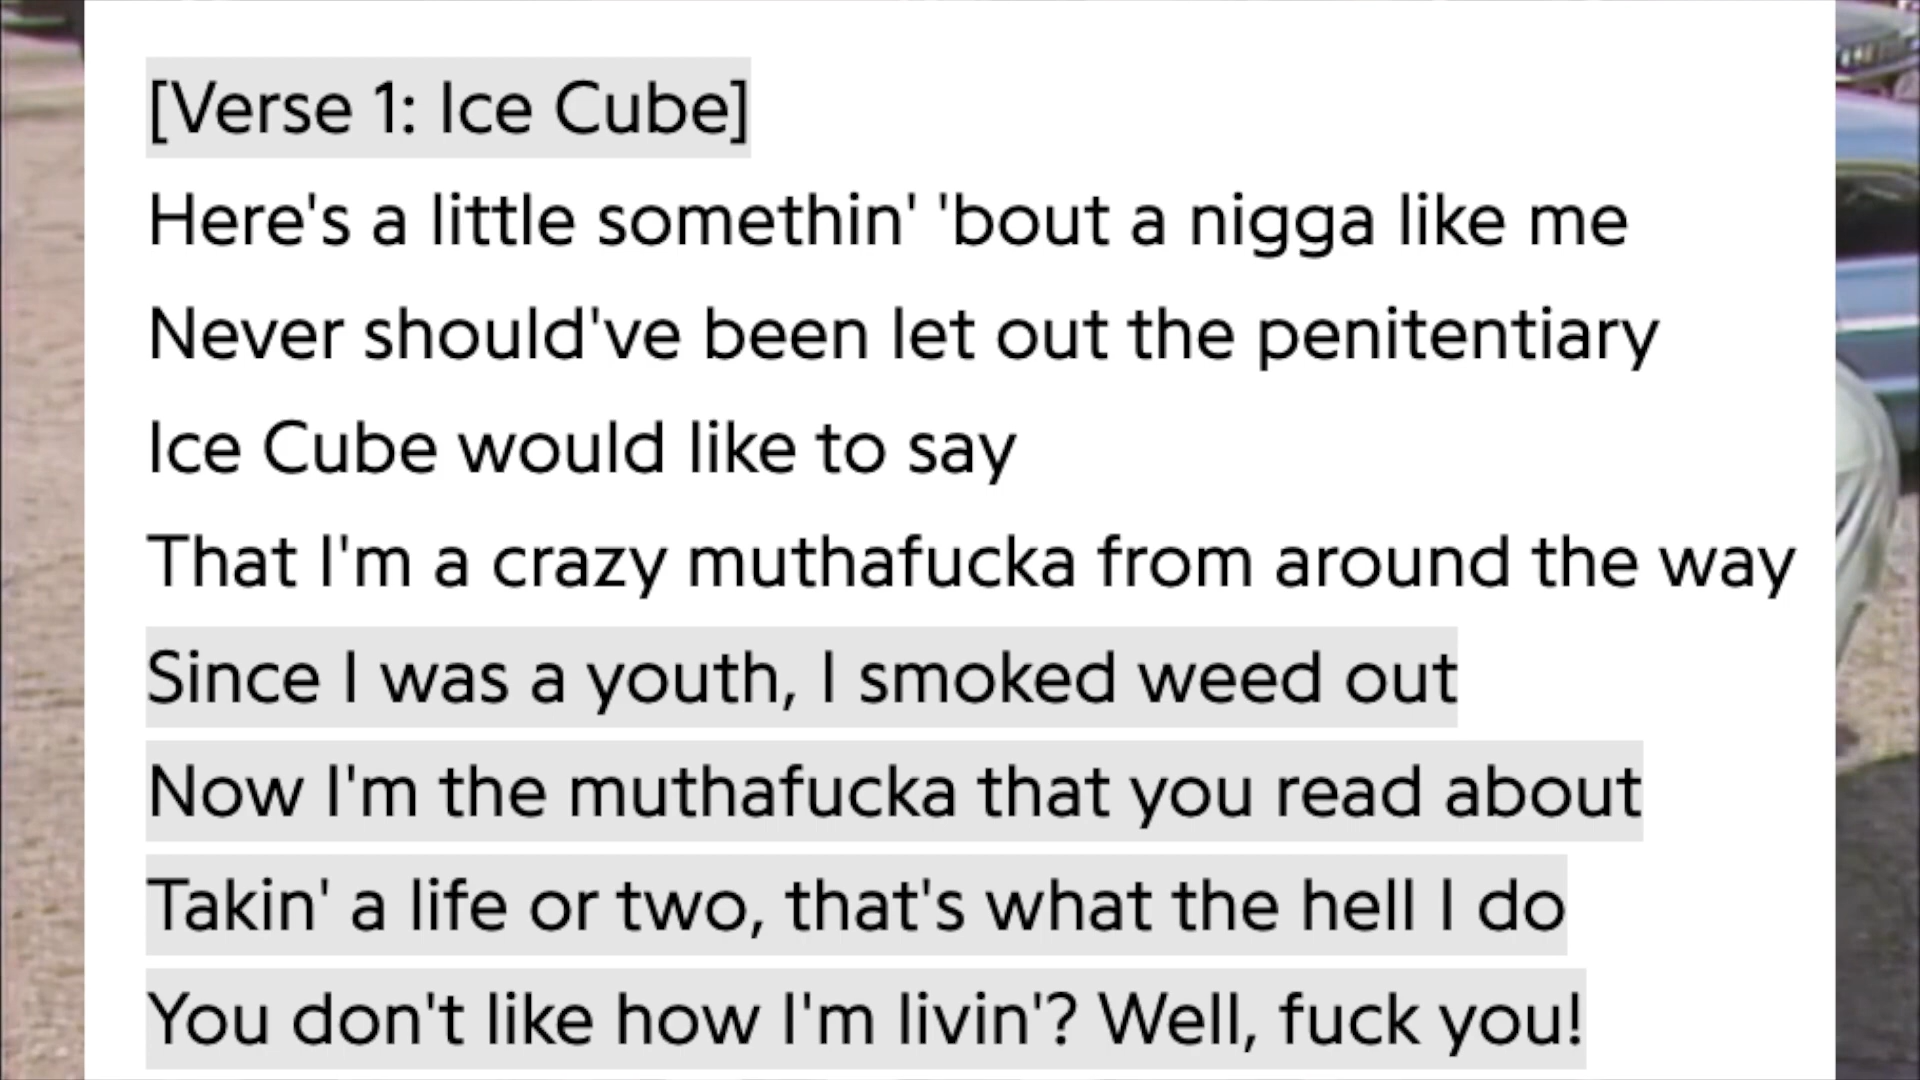 [Verse 1: Ice Cube]
Here's a little somethin' 'bout a nigga like me
Never should've been let out the penitentiary
Ice Cube would like to say
That I'm a crazy muthafucka from around the way
Since I was a youth, I smoked weed out
Now I'm the muthafucka that you read about
Takin' a life or two, that's what the hell I do
You don't like how I'm livin'? Well, fuck you!